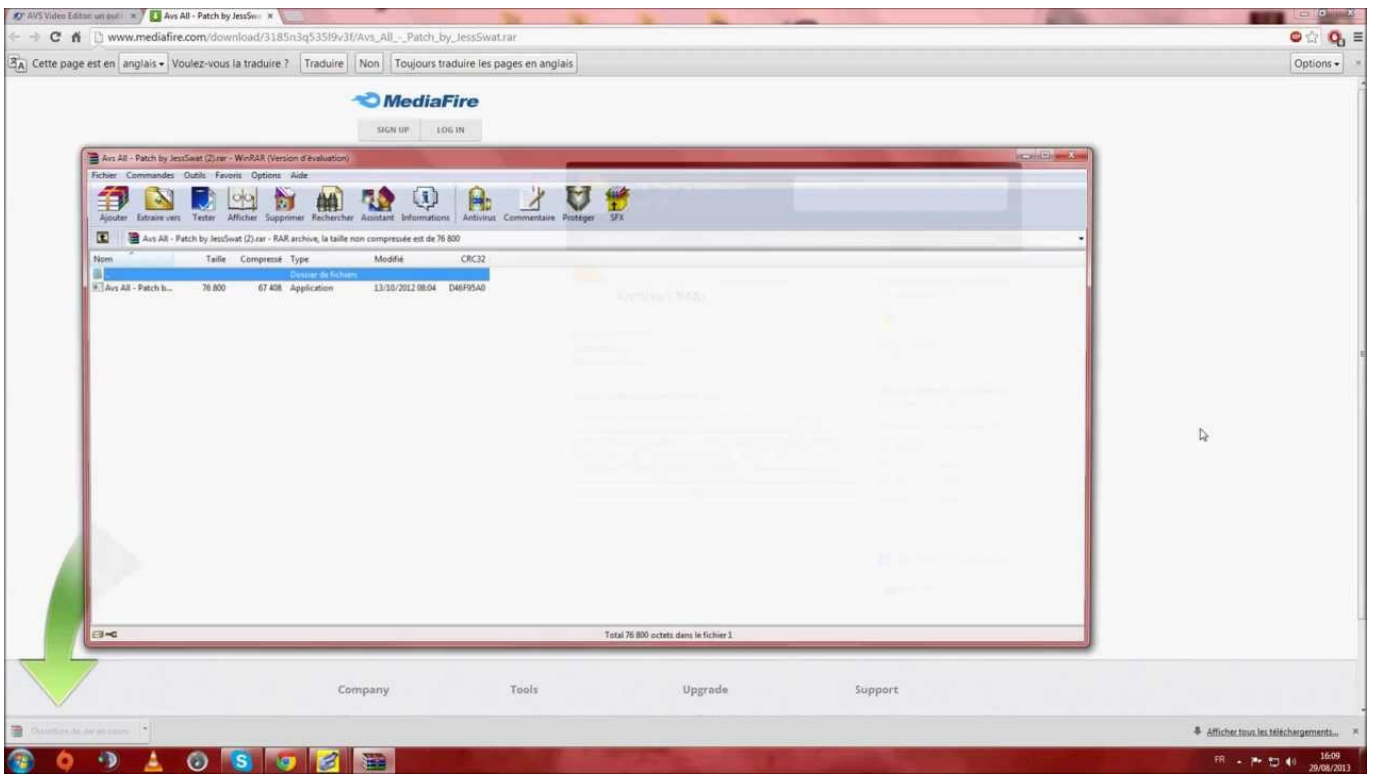 AVS Video Editor: un outi
Avs All - Patch by JessSw
www.mediafire.com/download/3185n3q535l9v3f/Avs_All_-_Patch_by_JessSwat.rar
Cette page est en anglais Voulez-vous la traduire ? Traduire Non Toujours traduire les pages en anglais Options
MediaFire
SIGN UP LOG IN
Avs All - Patch by JessSwat (2).rar - WinRAR (Version d'évaluation)
Fichier Commandes Outils Favoris Options Aide
Ajouter Extraire vers Tester Afficher Supprimer Rechercher Assistant Informations Antivirus Commentaire Protéger SFX
Avs All - Patch by JessSwat (2).rar - RAR archive, la taille non compressée est de 76 800
Nom Taille Compressé Type Modifié CRC32
.. Dossier de fichiers
Avs All - Patch b... 76 800 67 408 Application 13/10/2012 08:04 D46F95A0
Total 76 800 octets dans le fichier 1
Company Tools Upgrade Support
Afficher tous les téléchargements...
FR 16:09
29/08/2013